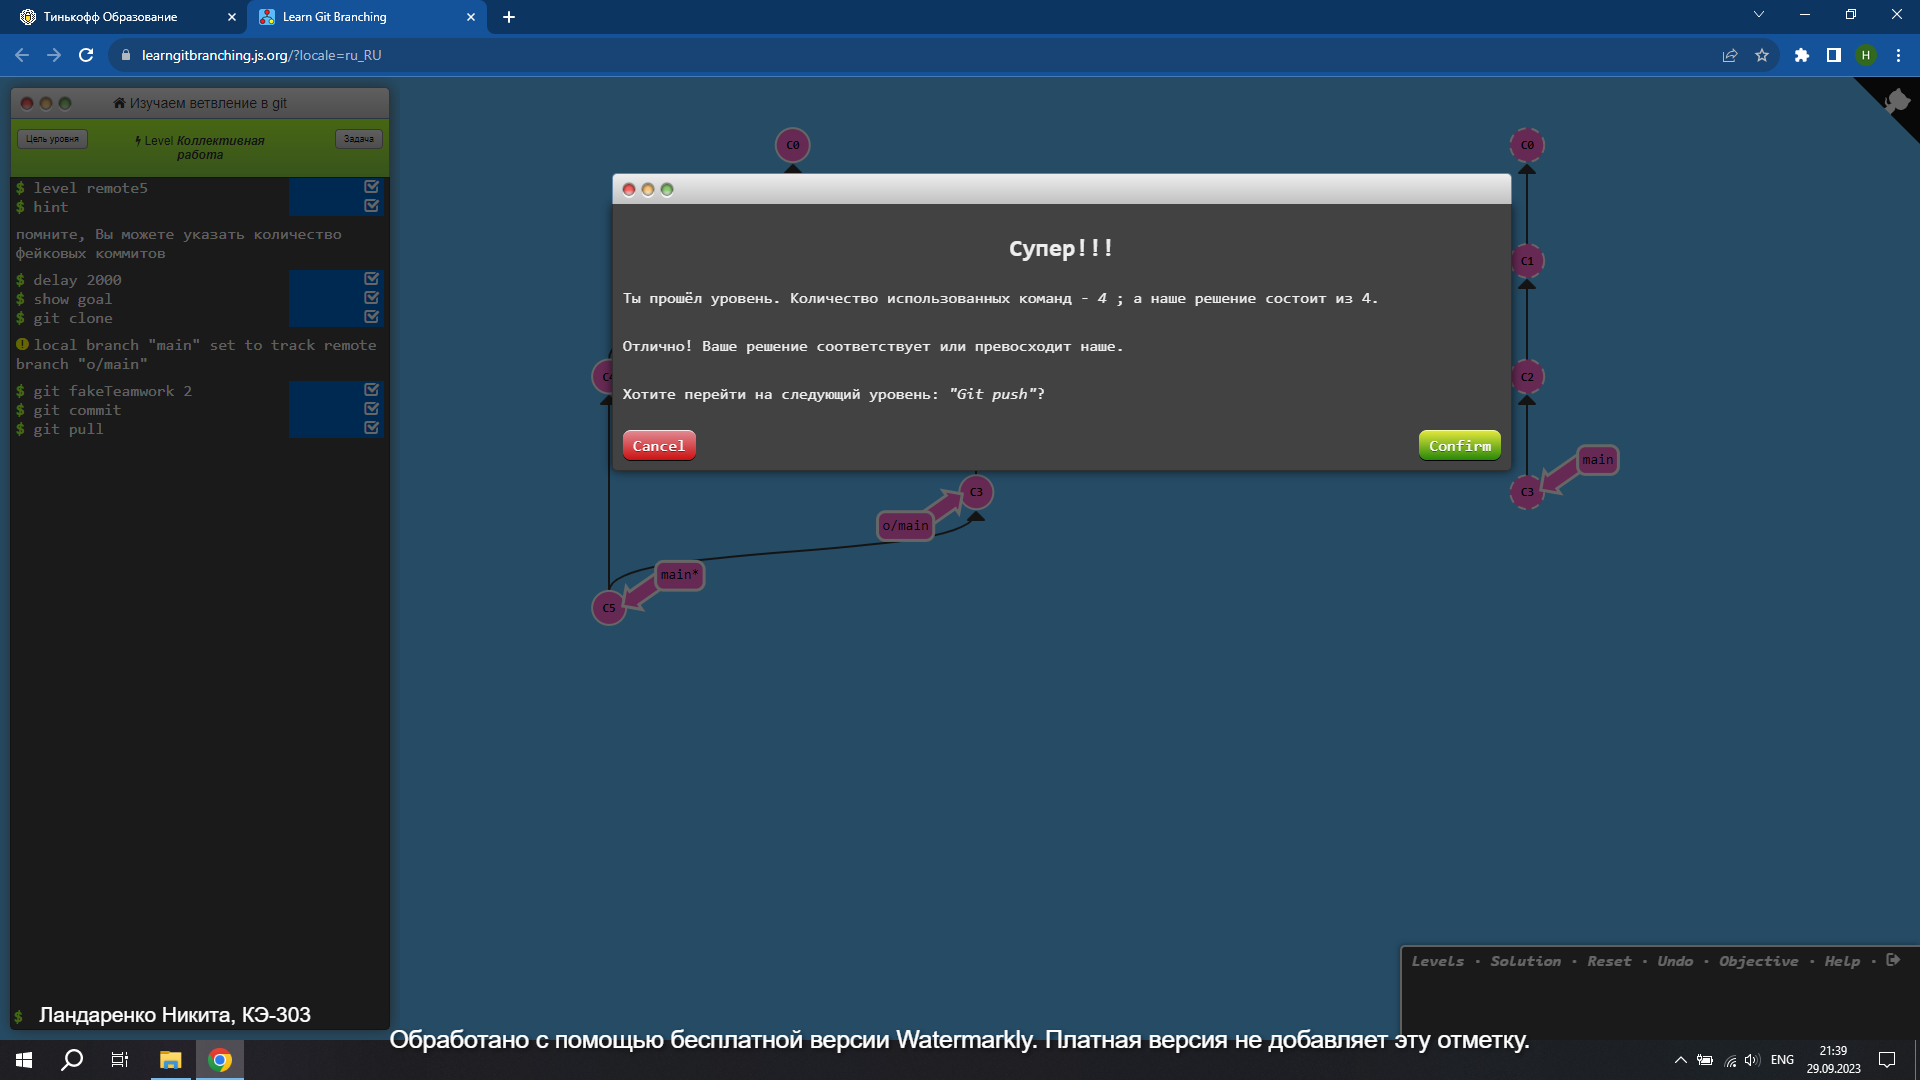 Тинькофф Образование
Learn Git Branching
learngitbranching.js.org/?locale=ru_RU
H
Изучаем ветвление в git
Цель уровня
Level Коллективная
работа
Задача
$ level remote5
$ hint
помните, Вы можете указать количество
фейковых коммитов
$ delay 2000
$ show goal
$ git clone
local branch "main" set to track remote
branch "o/main"
$ git fakeTeamwork 2
$ git commit
$ git pull
$
Ландаренко Никита, КЭ-303
C0
Супер!!!
Ты прошёл уровень. Количество использованных команд - 4 ; а наше решение состоит из 4.
Отлично! Ваше решение соответствует или превосходит наше.
Хотите перейти на следующий уровень: "Git push"?
Cancel
Confirm
C4
C3
o/main
main*
C5
C0
C1
C2
main
C3
Levels · Solution · Reset · Undo · Objective · Help ·
Обработано с помощью бесплатной версии Watermarkly. Платная версия не добавляет эту отметку.
ENG
21:39
29.09.2023